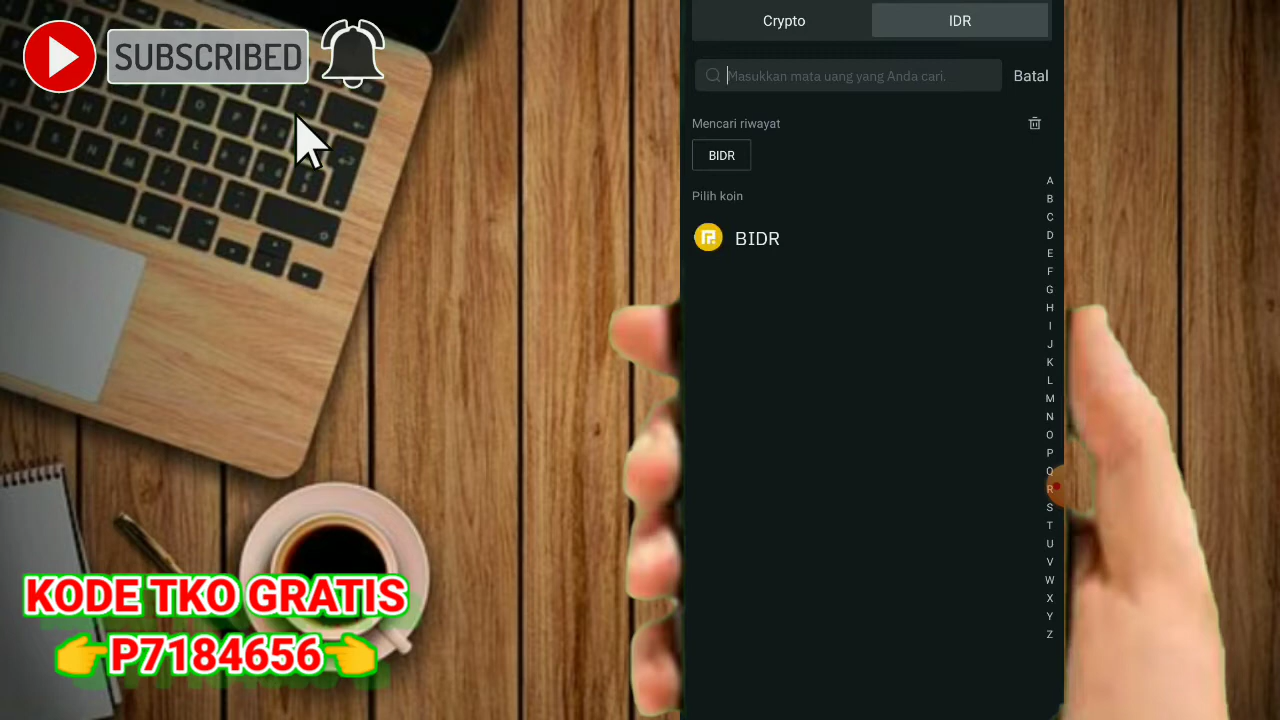 SUBSCRIBED
Crypto
IDR
Masukkan mata uang yang Anda cari.
Batal
Mencari riwayat
BIDR
Pilih koin
BIDR
A
B
C
D
E
F
G
H
I
J
K
L
M
N
O
P
Q
R
S
T
U
V
W
X
Y
Z
KODE TKO GRATIS
👉P7184656👈